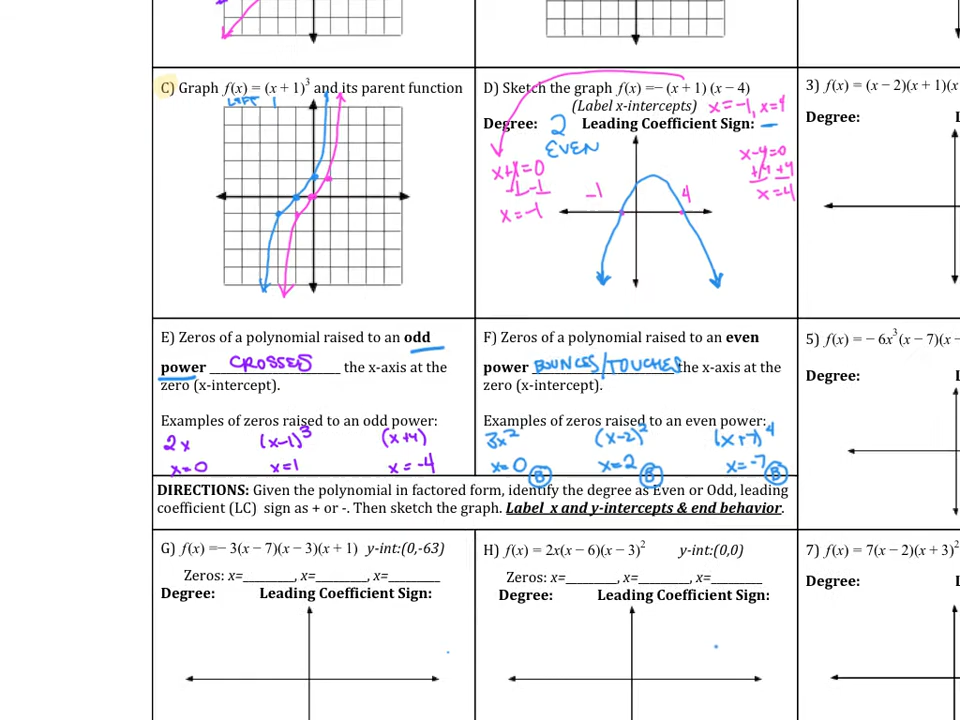 C) Graph f(x) = (x + 1)³ and its parent function
LEFT 1
D) Sketch the graph f(x) =− (x + 1) (x − 4)
(Label x-intercepts) x=-1, x=4
Degree: 2 Leading Coefficient Sign: −
EVEN
x+1=0
-1 -1
x=-1
x-4=0
+4 +4
x=4
-1
4
3) f(x) = (x − 2)(x + 1)(x
Degree:
L
E) Zeros of a polynomial raised to an odd
power CROSSES the x-axis at the
zero (x-intercept).
Examples of zeros raised to an odd power:
2x (x-1)³ (x+4)
x=0 x=1 x=-4
F) Zeros of a polynomial raised to an even
power BOUNCES/TOUCHES the x-axis at the
zero (x-intercept).
Examples of zeros raised to an even power:
3x² (x-2)² (x+7)⁴
x=0 B x=2 B x=-7 B
5) f(x) = − 6x³(x − 7)(x −
Degree:
L
DIRECTIONS: Given the polynomial in factored form, identify the degree as Even or Odd, leading
coefficient (LC) sign as + or -. Then sketch the graph. Label x and y-intercepts & end behavior.
G) f(x) =− 3(x − 7)(x − 3)(x + 1) y-int:(0,-63)
Zeros: x=________, x=________, x=________
Degree: Leading Coefficient Sign:
H) f(x) = 2x(x − 6)(x − 3)² y-int:(0,0)
Zeros: x=________, x=________, x=________
Degree: Leading Coefficient Sign:
7) f(x) = 7(x − 2)(x + 3)²
Degree:
L